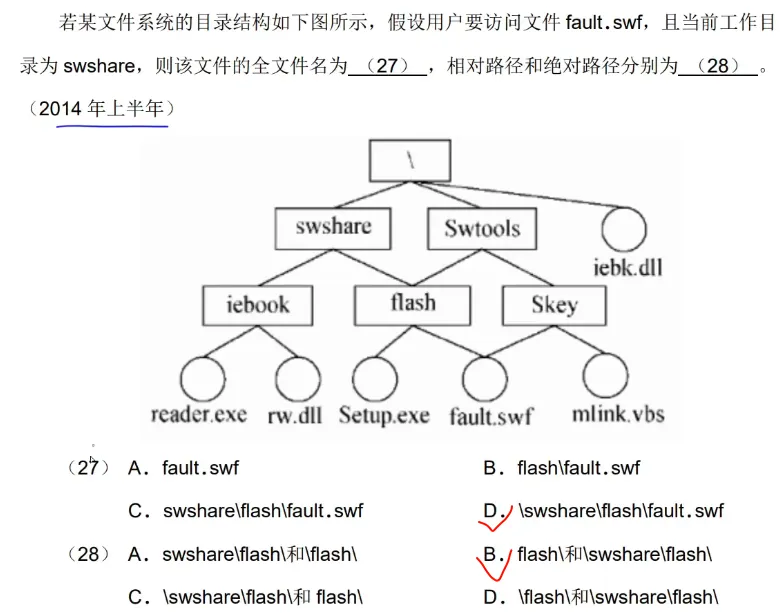 若某文件系统的目录结构如下图所示，假设用户要访问文件 fault.swf，且当前工作目
录为 swshare，则该文件的全文件名为 （27） ，相对路径和绝对路径分别为 （28） 。
（2014 年上半年）
\
swshare Swtools
iebk.dll
iebook flash Skey
reader.exe rw.dll Setup.exe fault.swf mlink.vbs
（27） A．fault.swf B．flash\fault.swf
C．swshare\flash\fault.swf D．\swshare\flash\fault.swf
（28） A．swshare\flash\和\flash\ B．flash\和\swshare\flash\
C．\swshare\flash\和 flash\ D．\flash\和\swshare\flash\